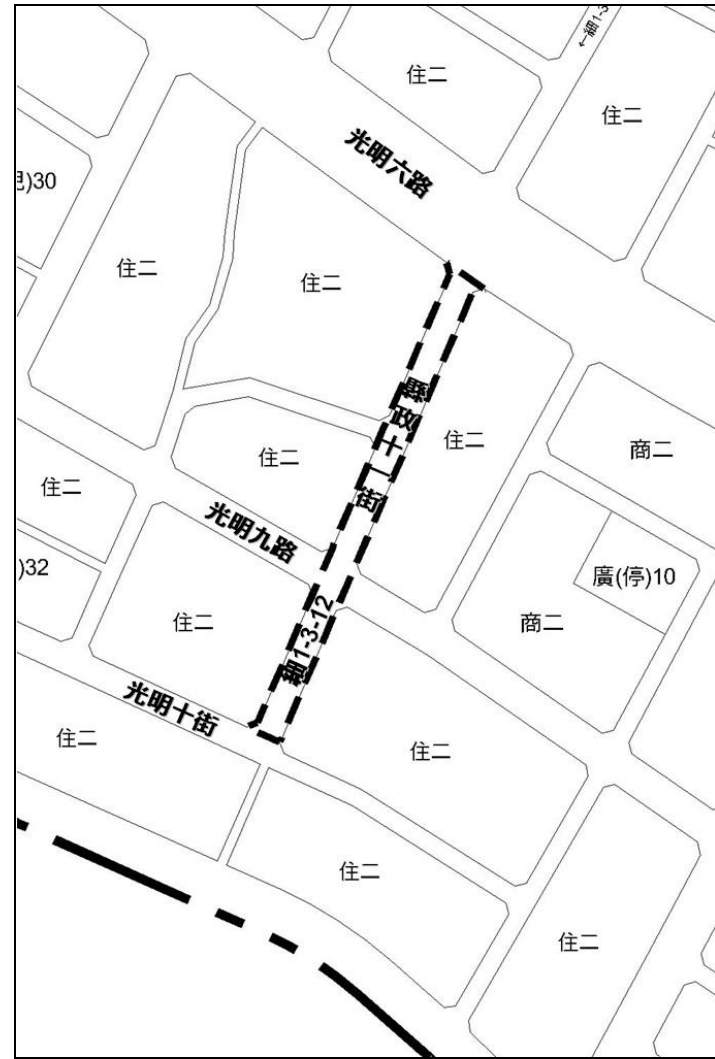 ←細1-3
住二
住二
光明六路
兒)30
住二
住二
縣政十一街
住二
商二
住二
住二
光明九路
)32
廣(停)10
住二
商二
細1-3-12
光明十街
住二
住二
住二
住二